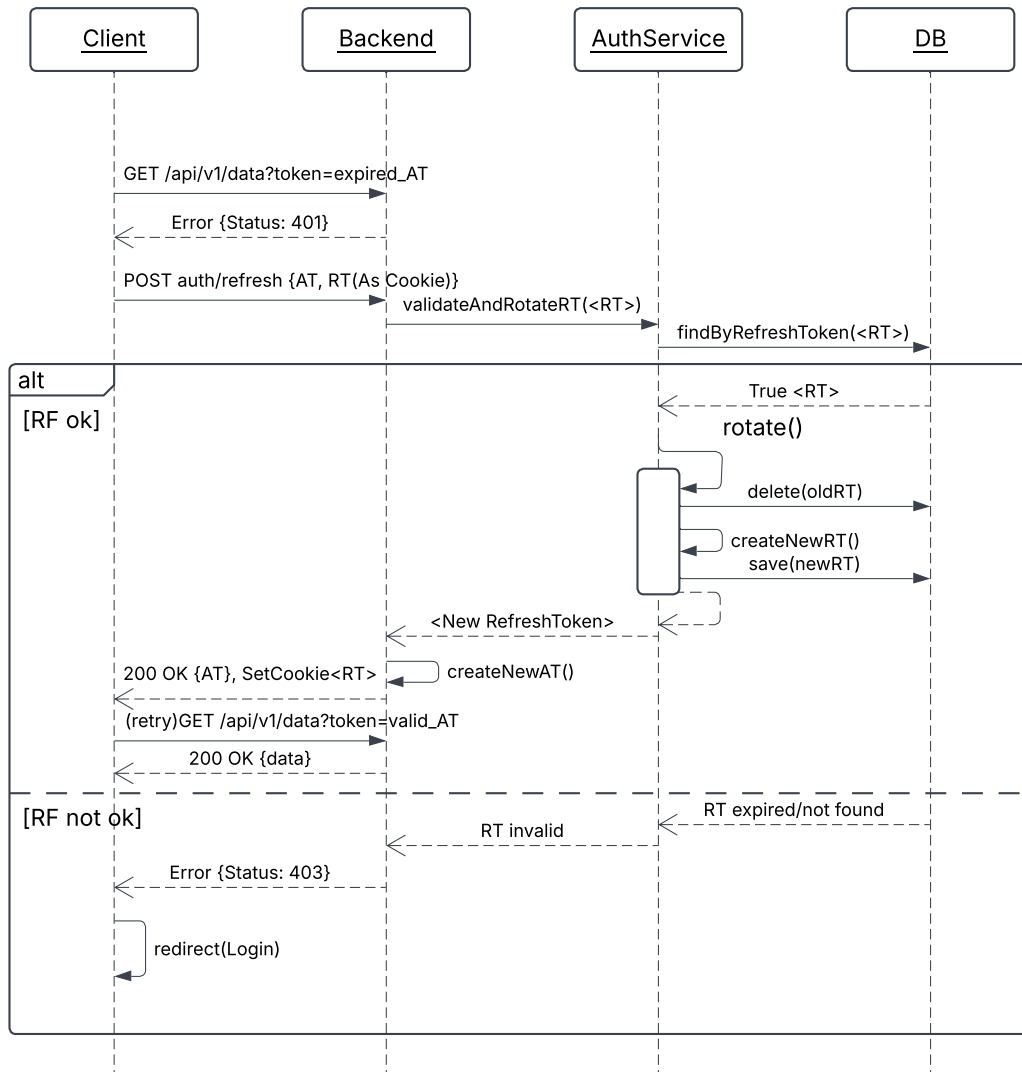 Client
Backend
AuthService
DB
GET /api/v1/data?token=expired_AT
Error {Status: 401}
POST auth/refresh {AT, RT(As Cookie)}
validateAndRotateRT(<RT>)
findByRefreshToken(<RT>)
alt
[RF ok]
True <RT>
rotate()
delete(oldRT)
createNewRT()
save(newRT)
<New RefreshToken>
createNewAT()
200 OK {AT}, SetCookie<RT>
(retry)GET /api/v1/data?token=valid_AT
200 OK {data}
[RF not ok]
RT expired/not found
RT invalid
Error {Status: 403}
redirect(Login)